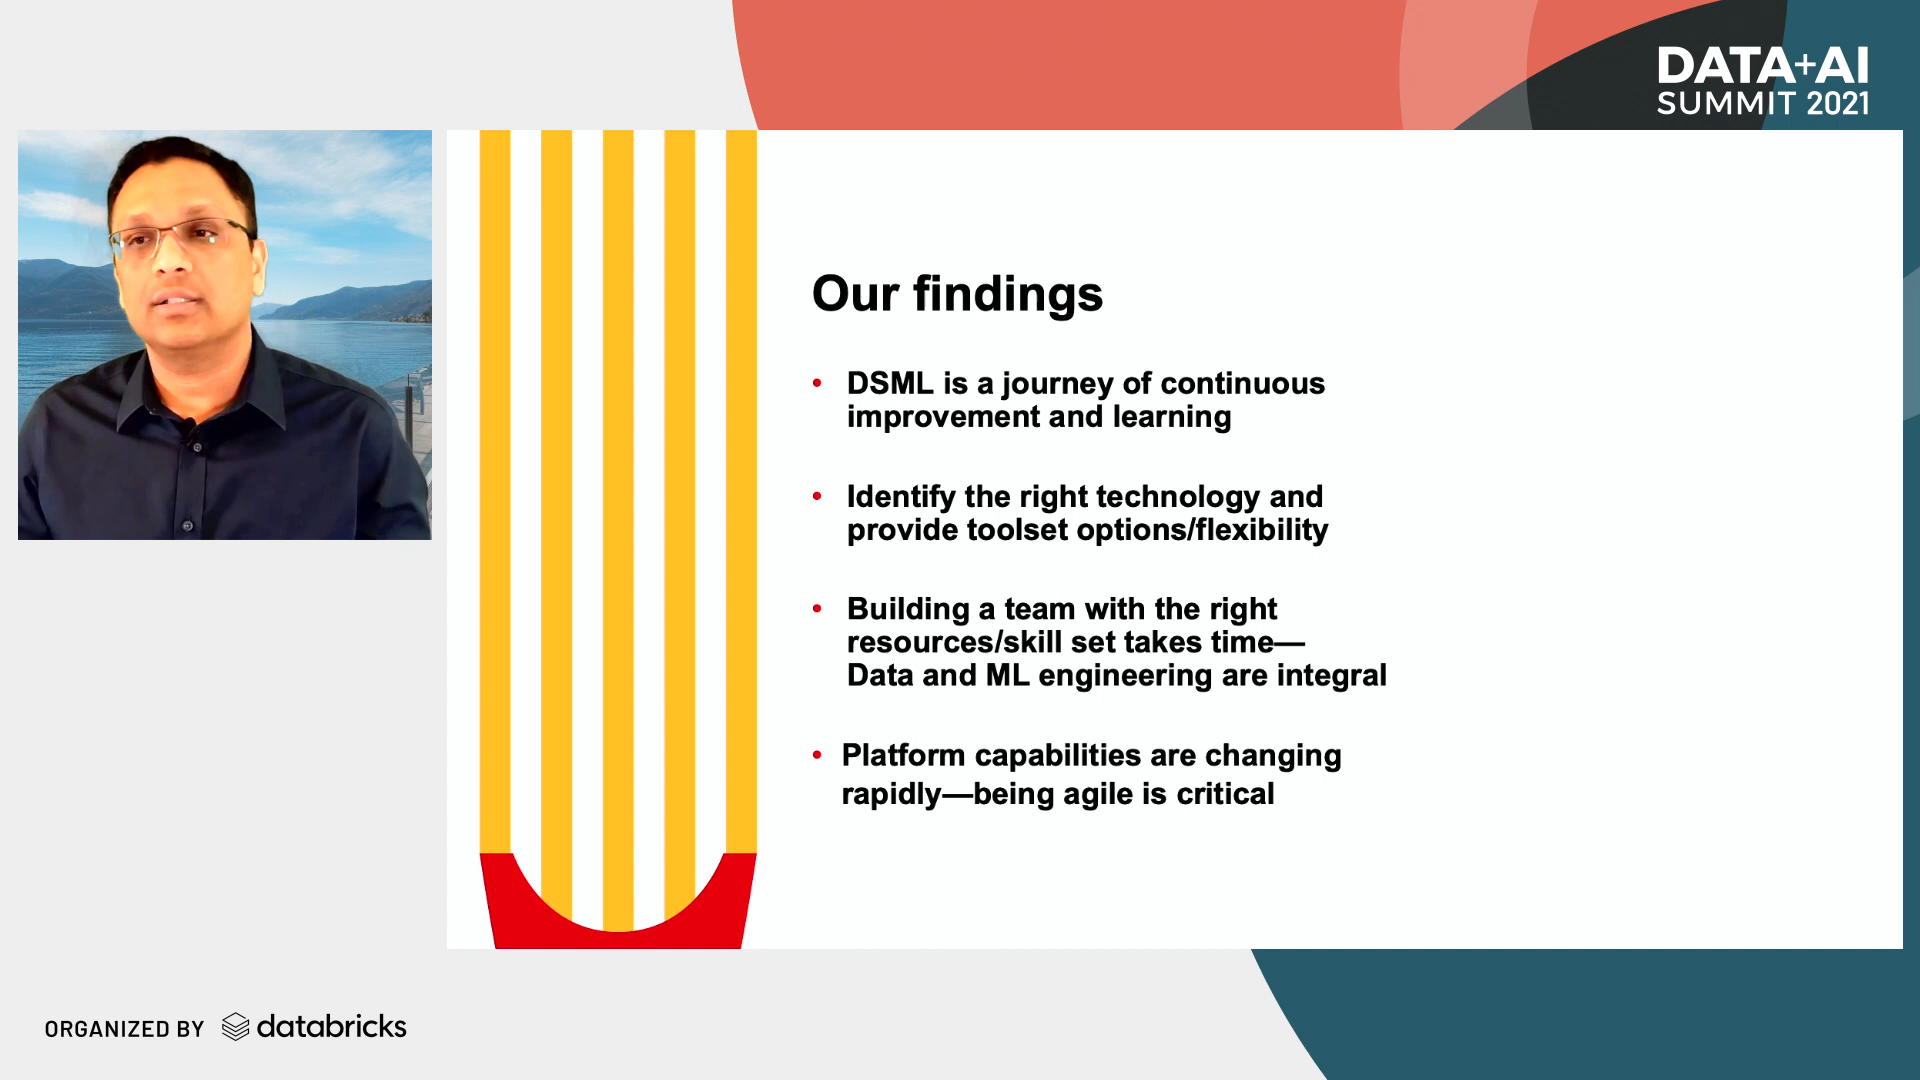 DATA+AI
SUMMIT 2021
Our findings
• DSML is a journey of continuous
improvement and learning
• Identify the right technology and
provide toolset options/flexibility
• Building a team with the right
resources/skill set takes time—
Data and ML engineering are integral
• Platform capabilities are changing
rapidly—being agile is critical
ORGANIZED BY databricks